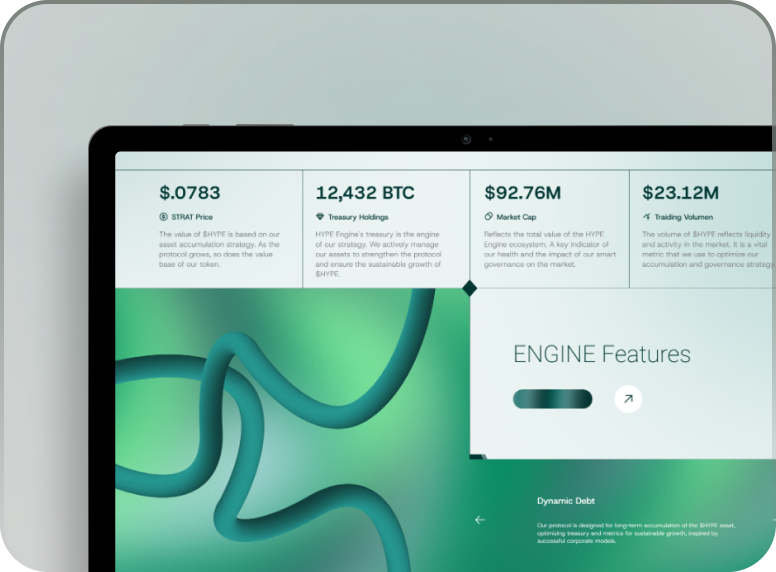 $.0783
STRAT Price
The value of $HYPE is based on our
asset accumulation strategy. As the
protocol grows, so does the value
base of our token.
12,432 BTC
Treasury Holdings
HYPE Engine's treasury is the engine
of our strategy. We actively manage
our assets to strengthen the protocol
and ensure the sustainable growth of
$HYPE.
$92.76M
Market Cap
Reflects the total value of the HYPE
Engine ecosystem. A key indicator of
our health and the impact of our smart
governance on the market.
$23.12M
Traiding Volumen
The volume of $HYPE reflects liquidity
and activity in the market. It is a vital
metric that we use to optimize our
accumulation and governance strategy.
ENGINE Features
Dynamic Debt
Our protocol is designed for long-term accumulation of the $HYPE asset,
optimizing treasury and metrics for sustainable growth, inspired by
successful corporate models.